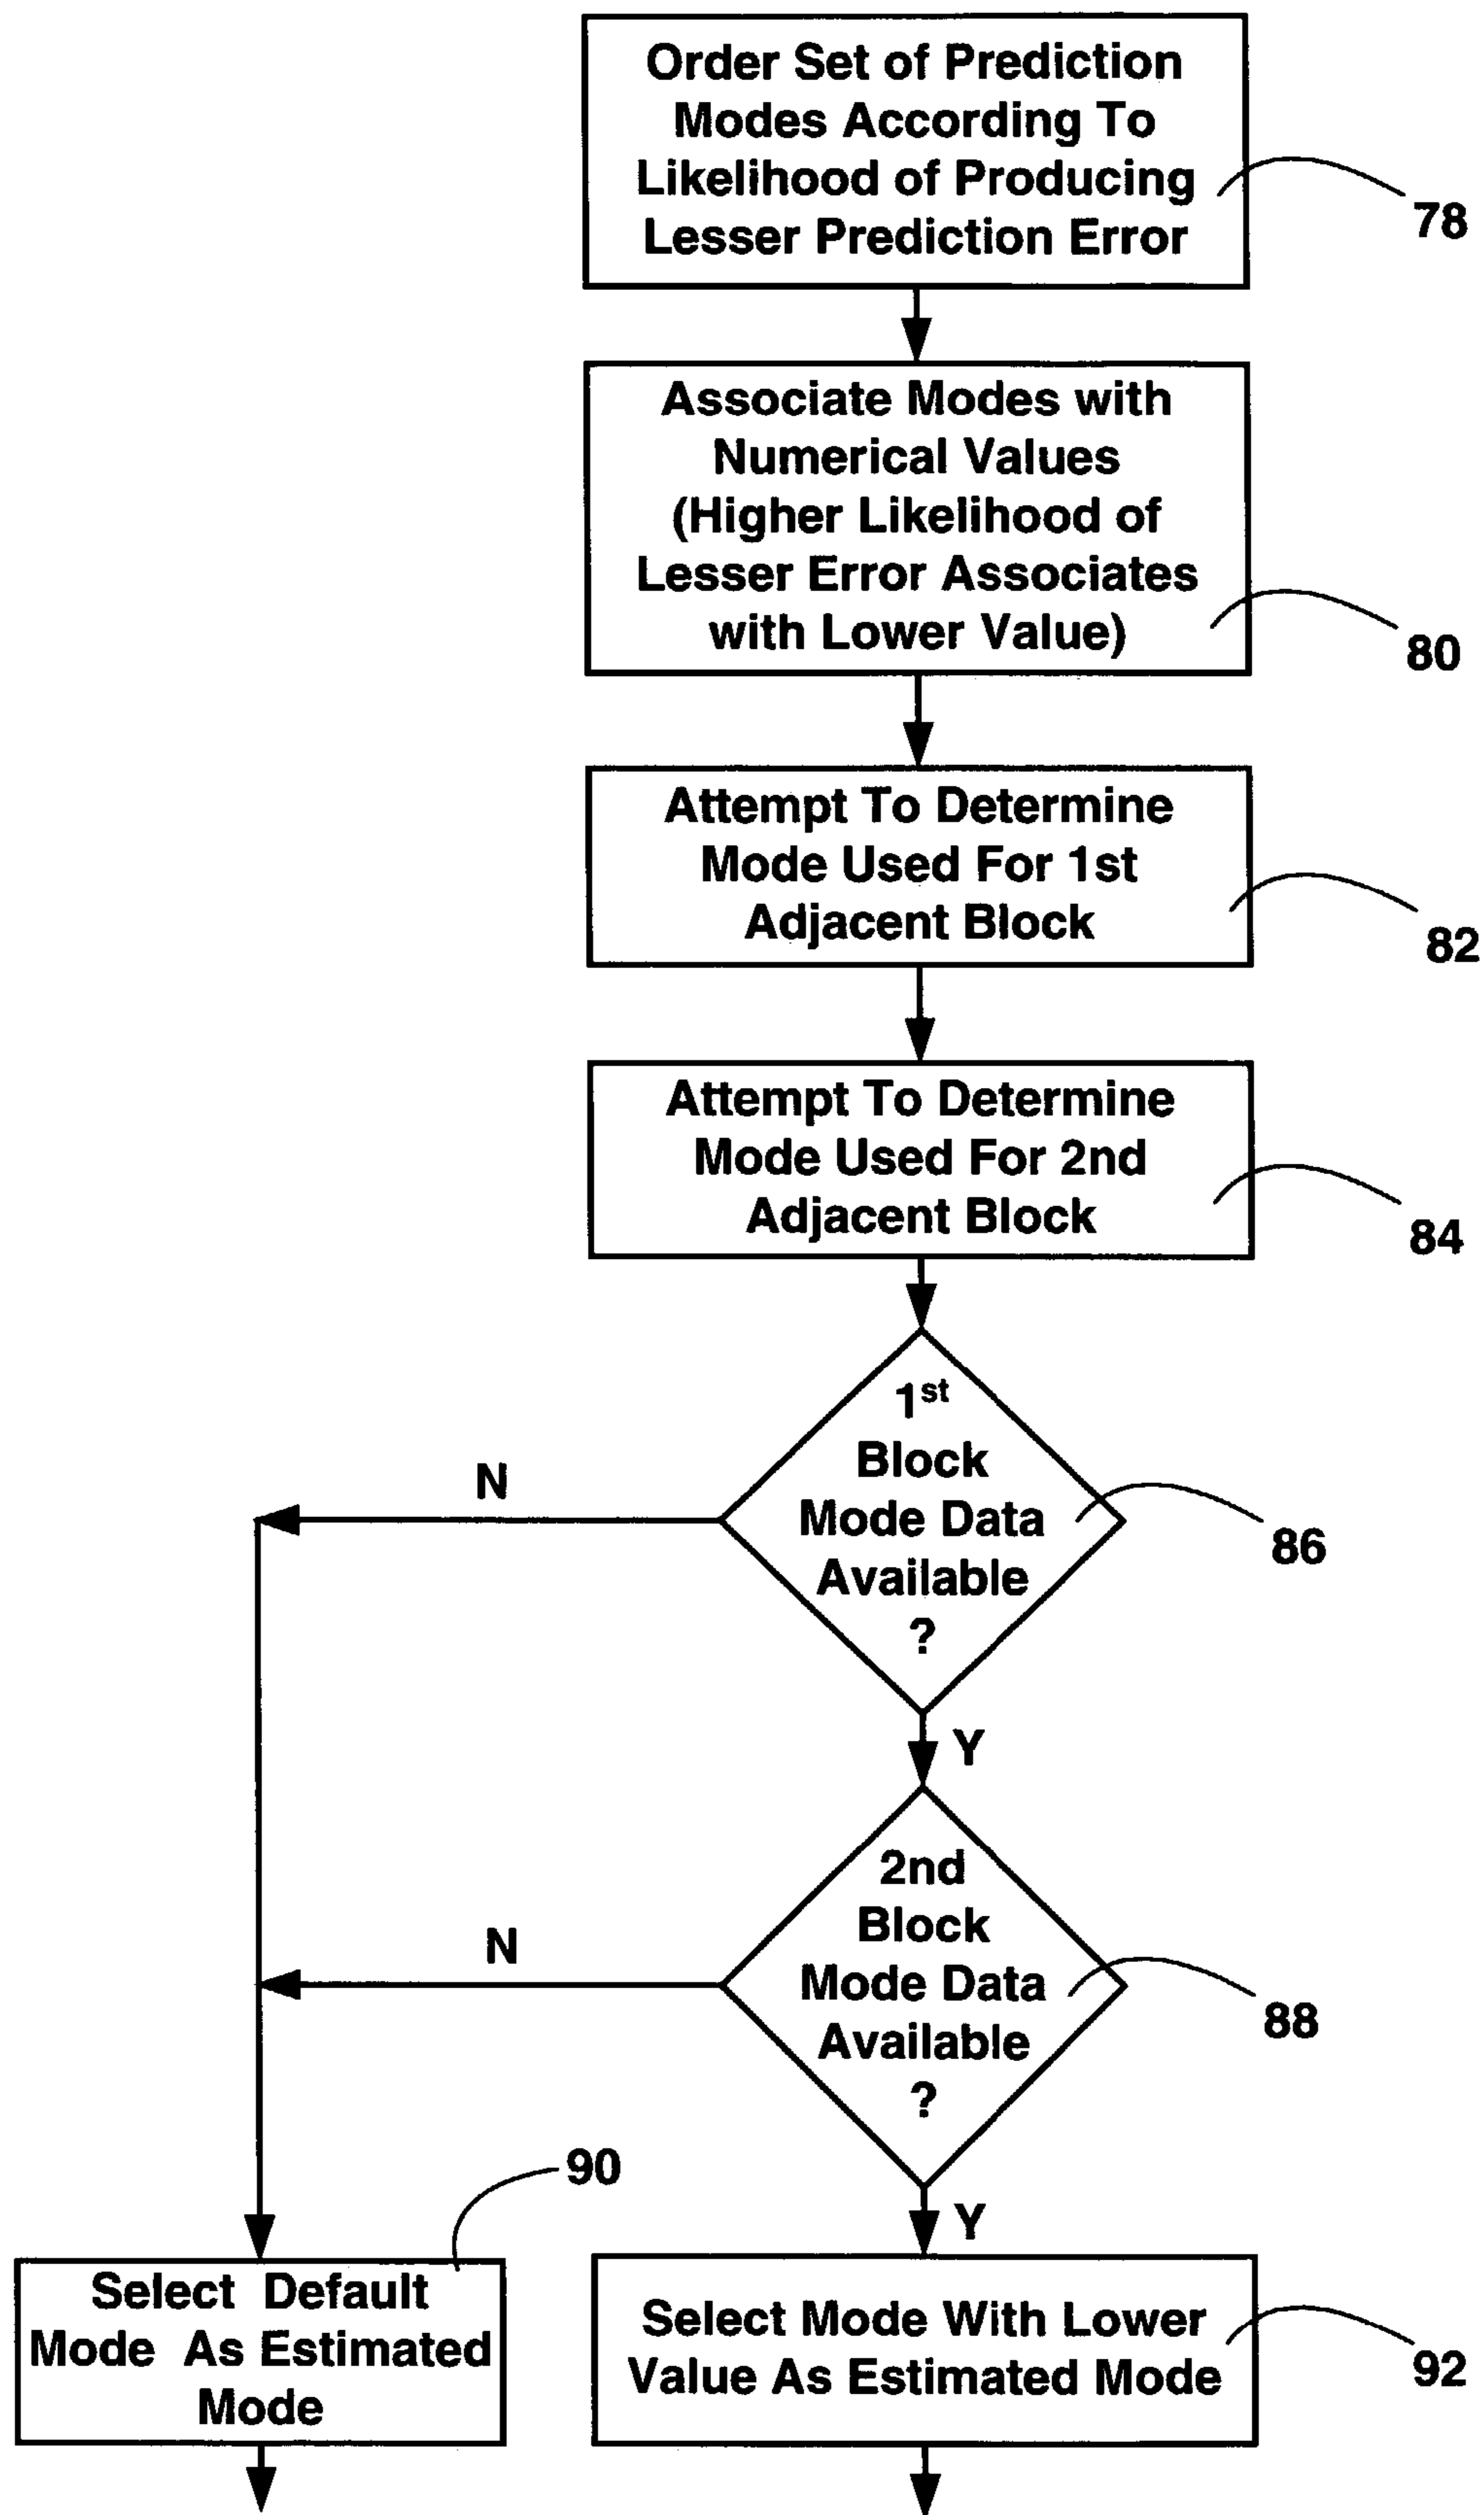 Order Set of Prediction
Modes According To
Likelihood of Producing
Lesser Prediction Error
78
Associate Modes with
Numerical Values
(Higher Likelihood of
Lesser Error Associates
with Lower Value)
80
Attempt To Determine
Mode Used For 1st
Adjacent Block
82
Attempt To Determine
Mode Used For 2nd
Adjacent Block
84
1st
Block
Mode Data
Available
?
N
86
Y
2nd
Block
Mode Data
Available
?
N
88
Y
90
Select Default
Mode As Estimated
Mode
Select Mode With Lower
Value As Estimated Mode
92